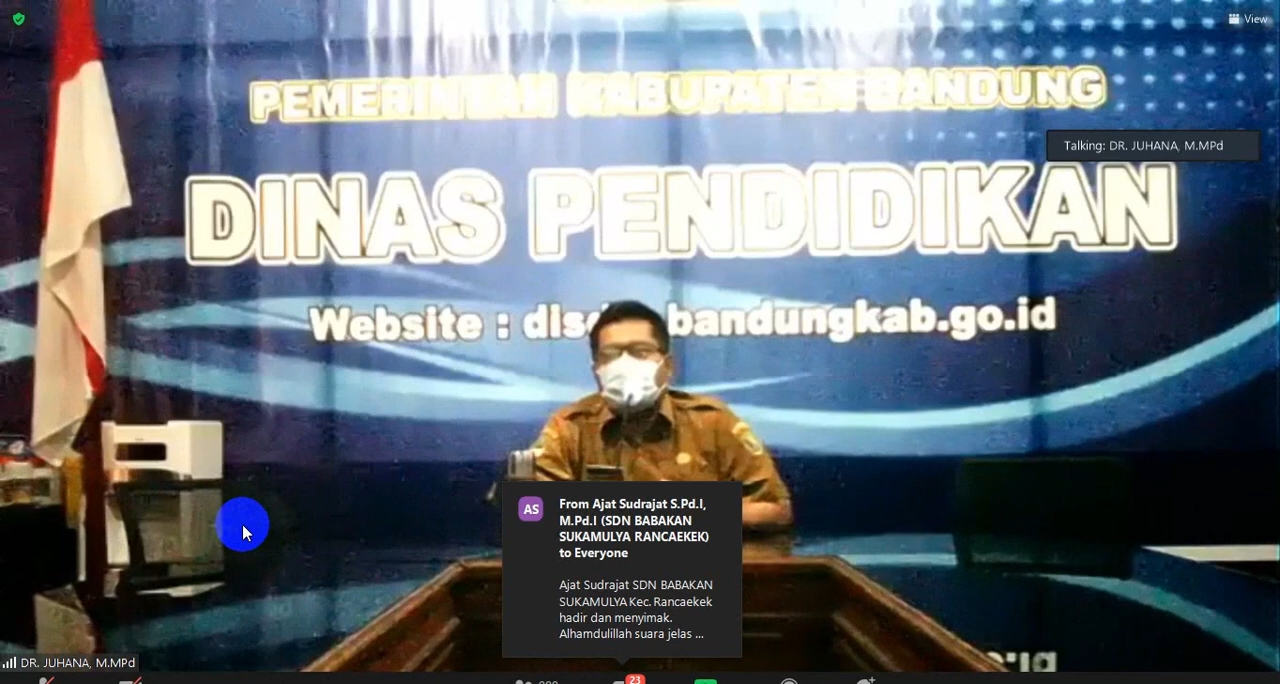 View
PEMERINTAH KABUPATEN BANDUNG
Talking: DR. JUHANA, M.MPd
DINAS PENDIDIKAN
Website : bandungkab.go.id
AS
From Ajat Sudrajat S.Pd.I,
M.Pd.I (SDN BABAKAN
SUKAMULYA RANCAEKEK)
to Everyone
Ajat Sudrajat SDN BABAKAN
SUKAMULYA Kec. Rancaekek
hadir dan menyimak.
Alhamdulillah suara jelas ...
DR. JUHANA, M.MPd
23